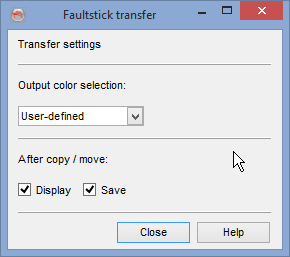 Faultstick transfer
Transfer settings
Output color selection:
User-defined
After copy / move:
Display Save
Close Help